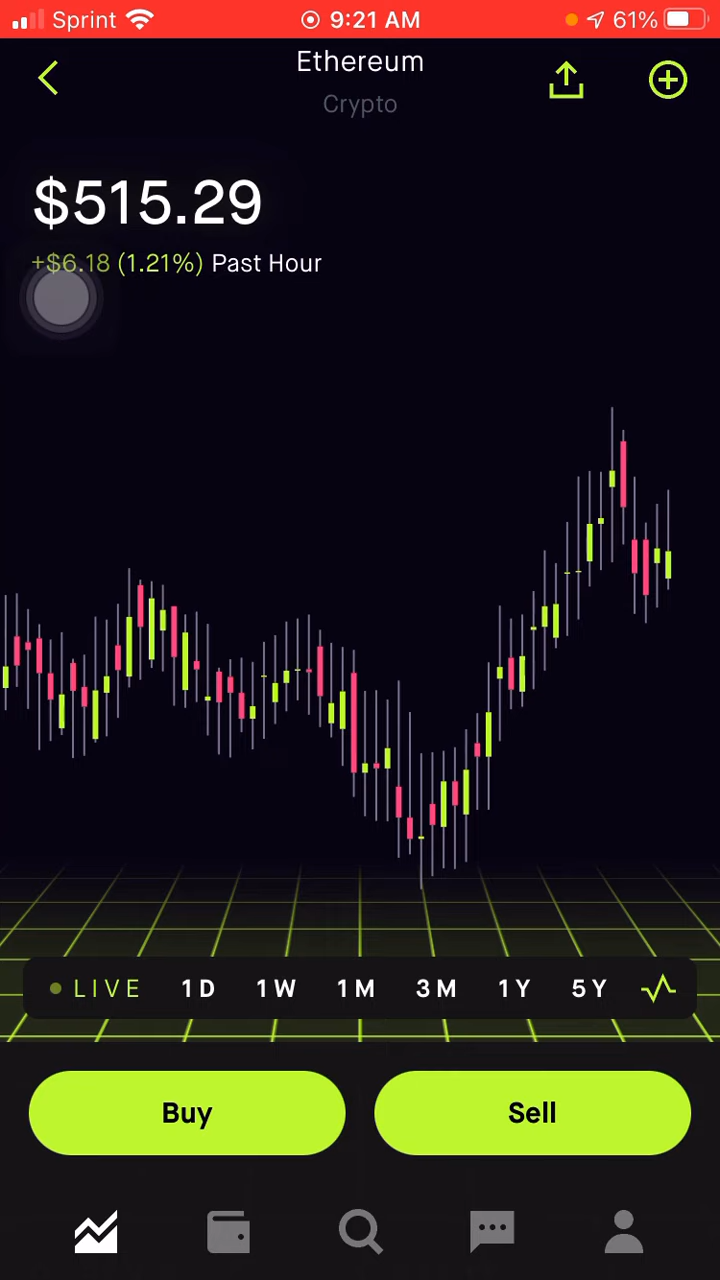 Sprint 9:21 AM 61%
Ethereum
Crypto
$515.29
+$6.18 (1.21%) Past Hour
LIVE 1D 1W 1M 3M 1Y 5Y
Buy Sell